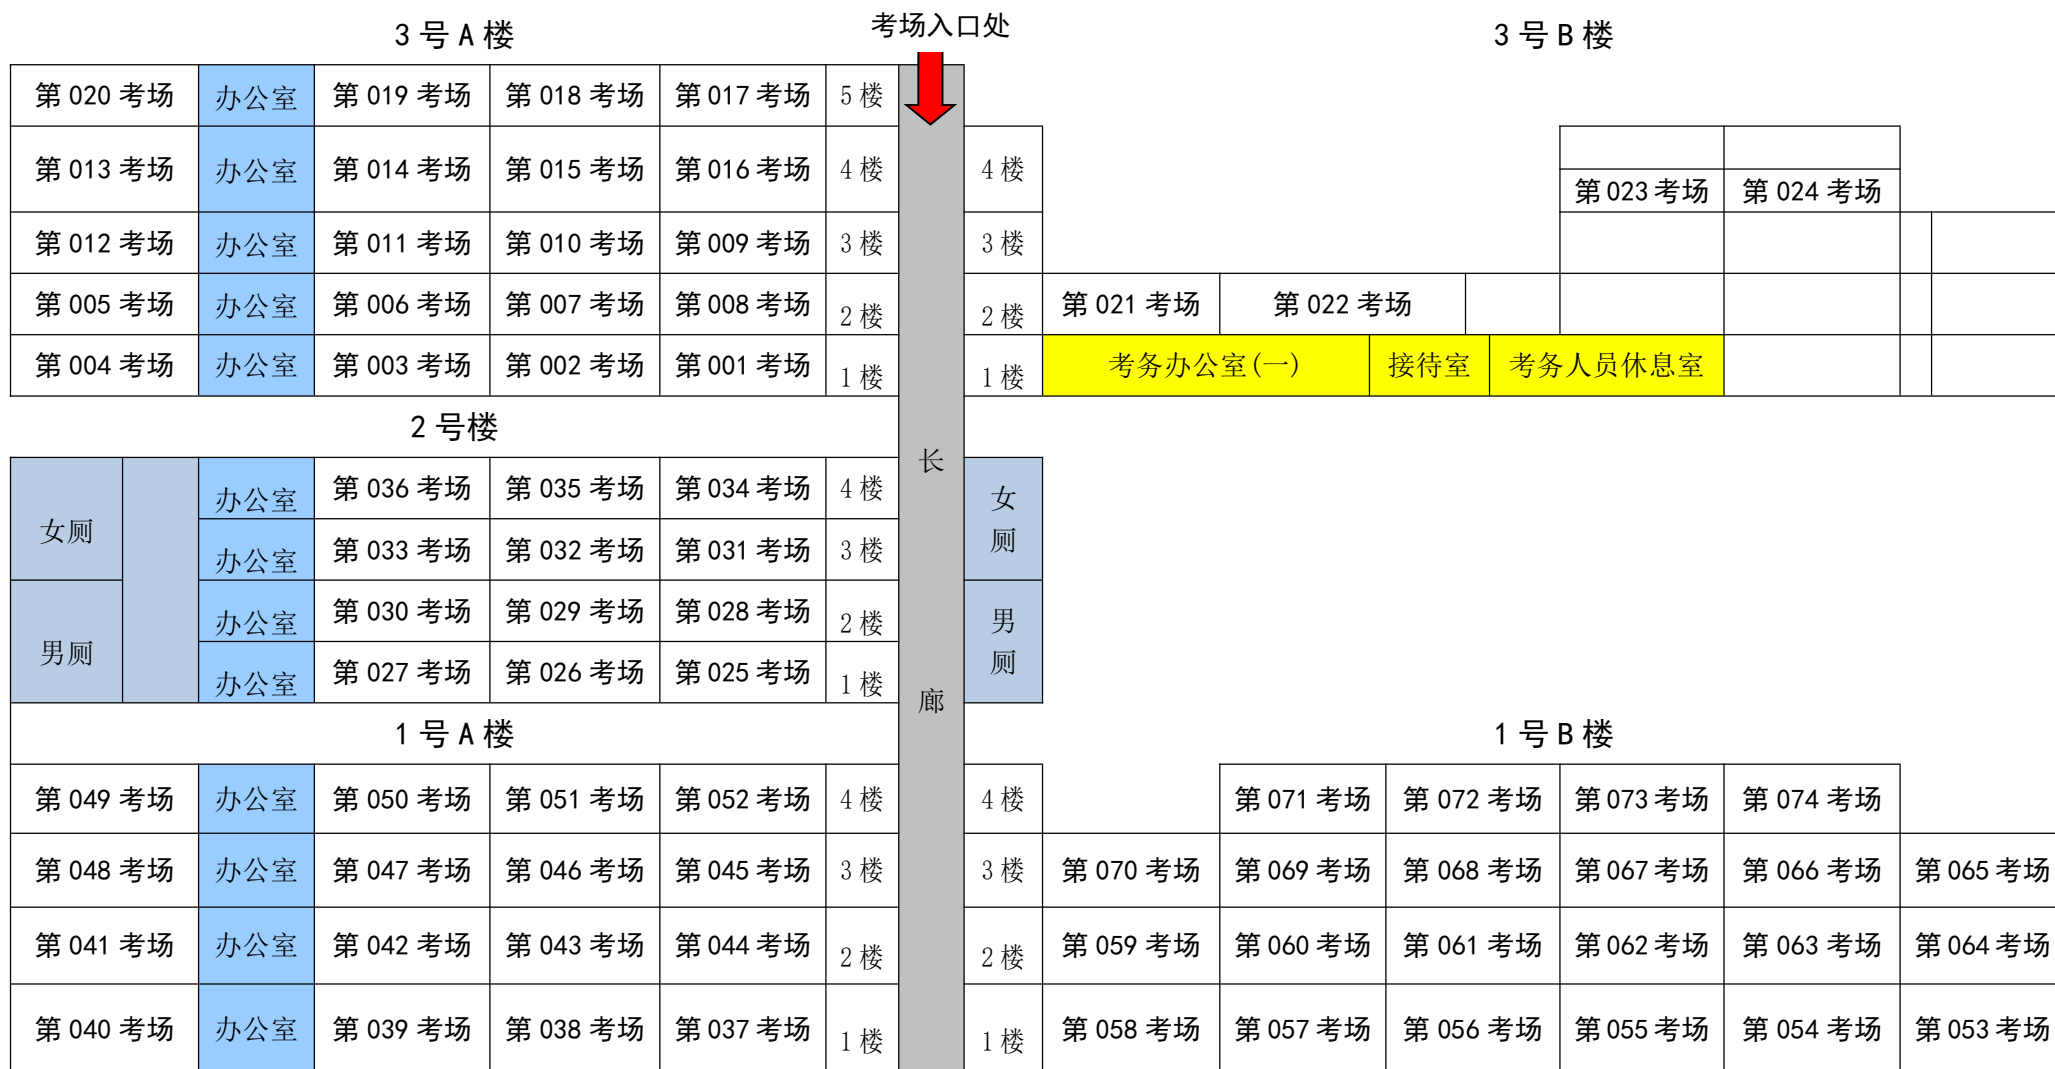 3号A楼 考场入口处 3号B楼
第020考场 办公室 第019考场 第018考场 第017考场 5楼
第013考场 办公室 第014考场 第015考场 第016考场 4楼 4楼
第023考场 第024考场
第012考场 办公室 第011考场 第010考场 第009考场 3楼 3楼
第005考场 办公室 第006考场 第007考场 第008考场 2楼 2楼 第021考场 第022考场
第004考场 办公室 第003考场 第002考场 第001考场 1楼 1楼 考务办公室(一) 接待室 考务人员休息室
2号楼
长
廊
女厕 办公室 第036考场 第035考场 第034考场 4楼 女
厕
办公室 第033考场 第032考场 第031考场 3楼
男厕 办公室 第030考场 第029考场 第028考场 2楼 男
厕
办公室 第027考场 第026考场 第025考场 1楼
1号A楼 1号B楼
第049考场 办公室 第050考场 第051考场 第052考场 4楼 4楼 第071考场 第072考场 第073考场 第074考场
第048考场 办公室 第047考场 第046考场 第045考场 3楼 3楼 第070考场 第069考场 第068考场 第067考场 第066考场 第065考场
第041考场 办公室 第042考场 第043考场 第044考场 2楼 2楼 第059考场 第060考场 第061考场 第062考场 第063考场 第064考场
第040考场 办公室 第039考场 第038考场 第037考场 1楼 1楼 第058考场 第057考场 第056考场 第055考场 第054考场 第053考场